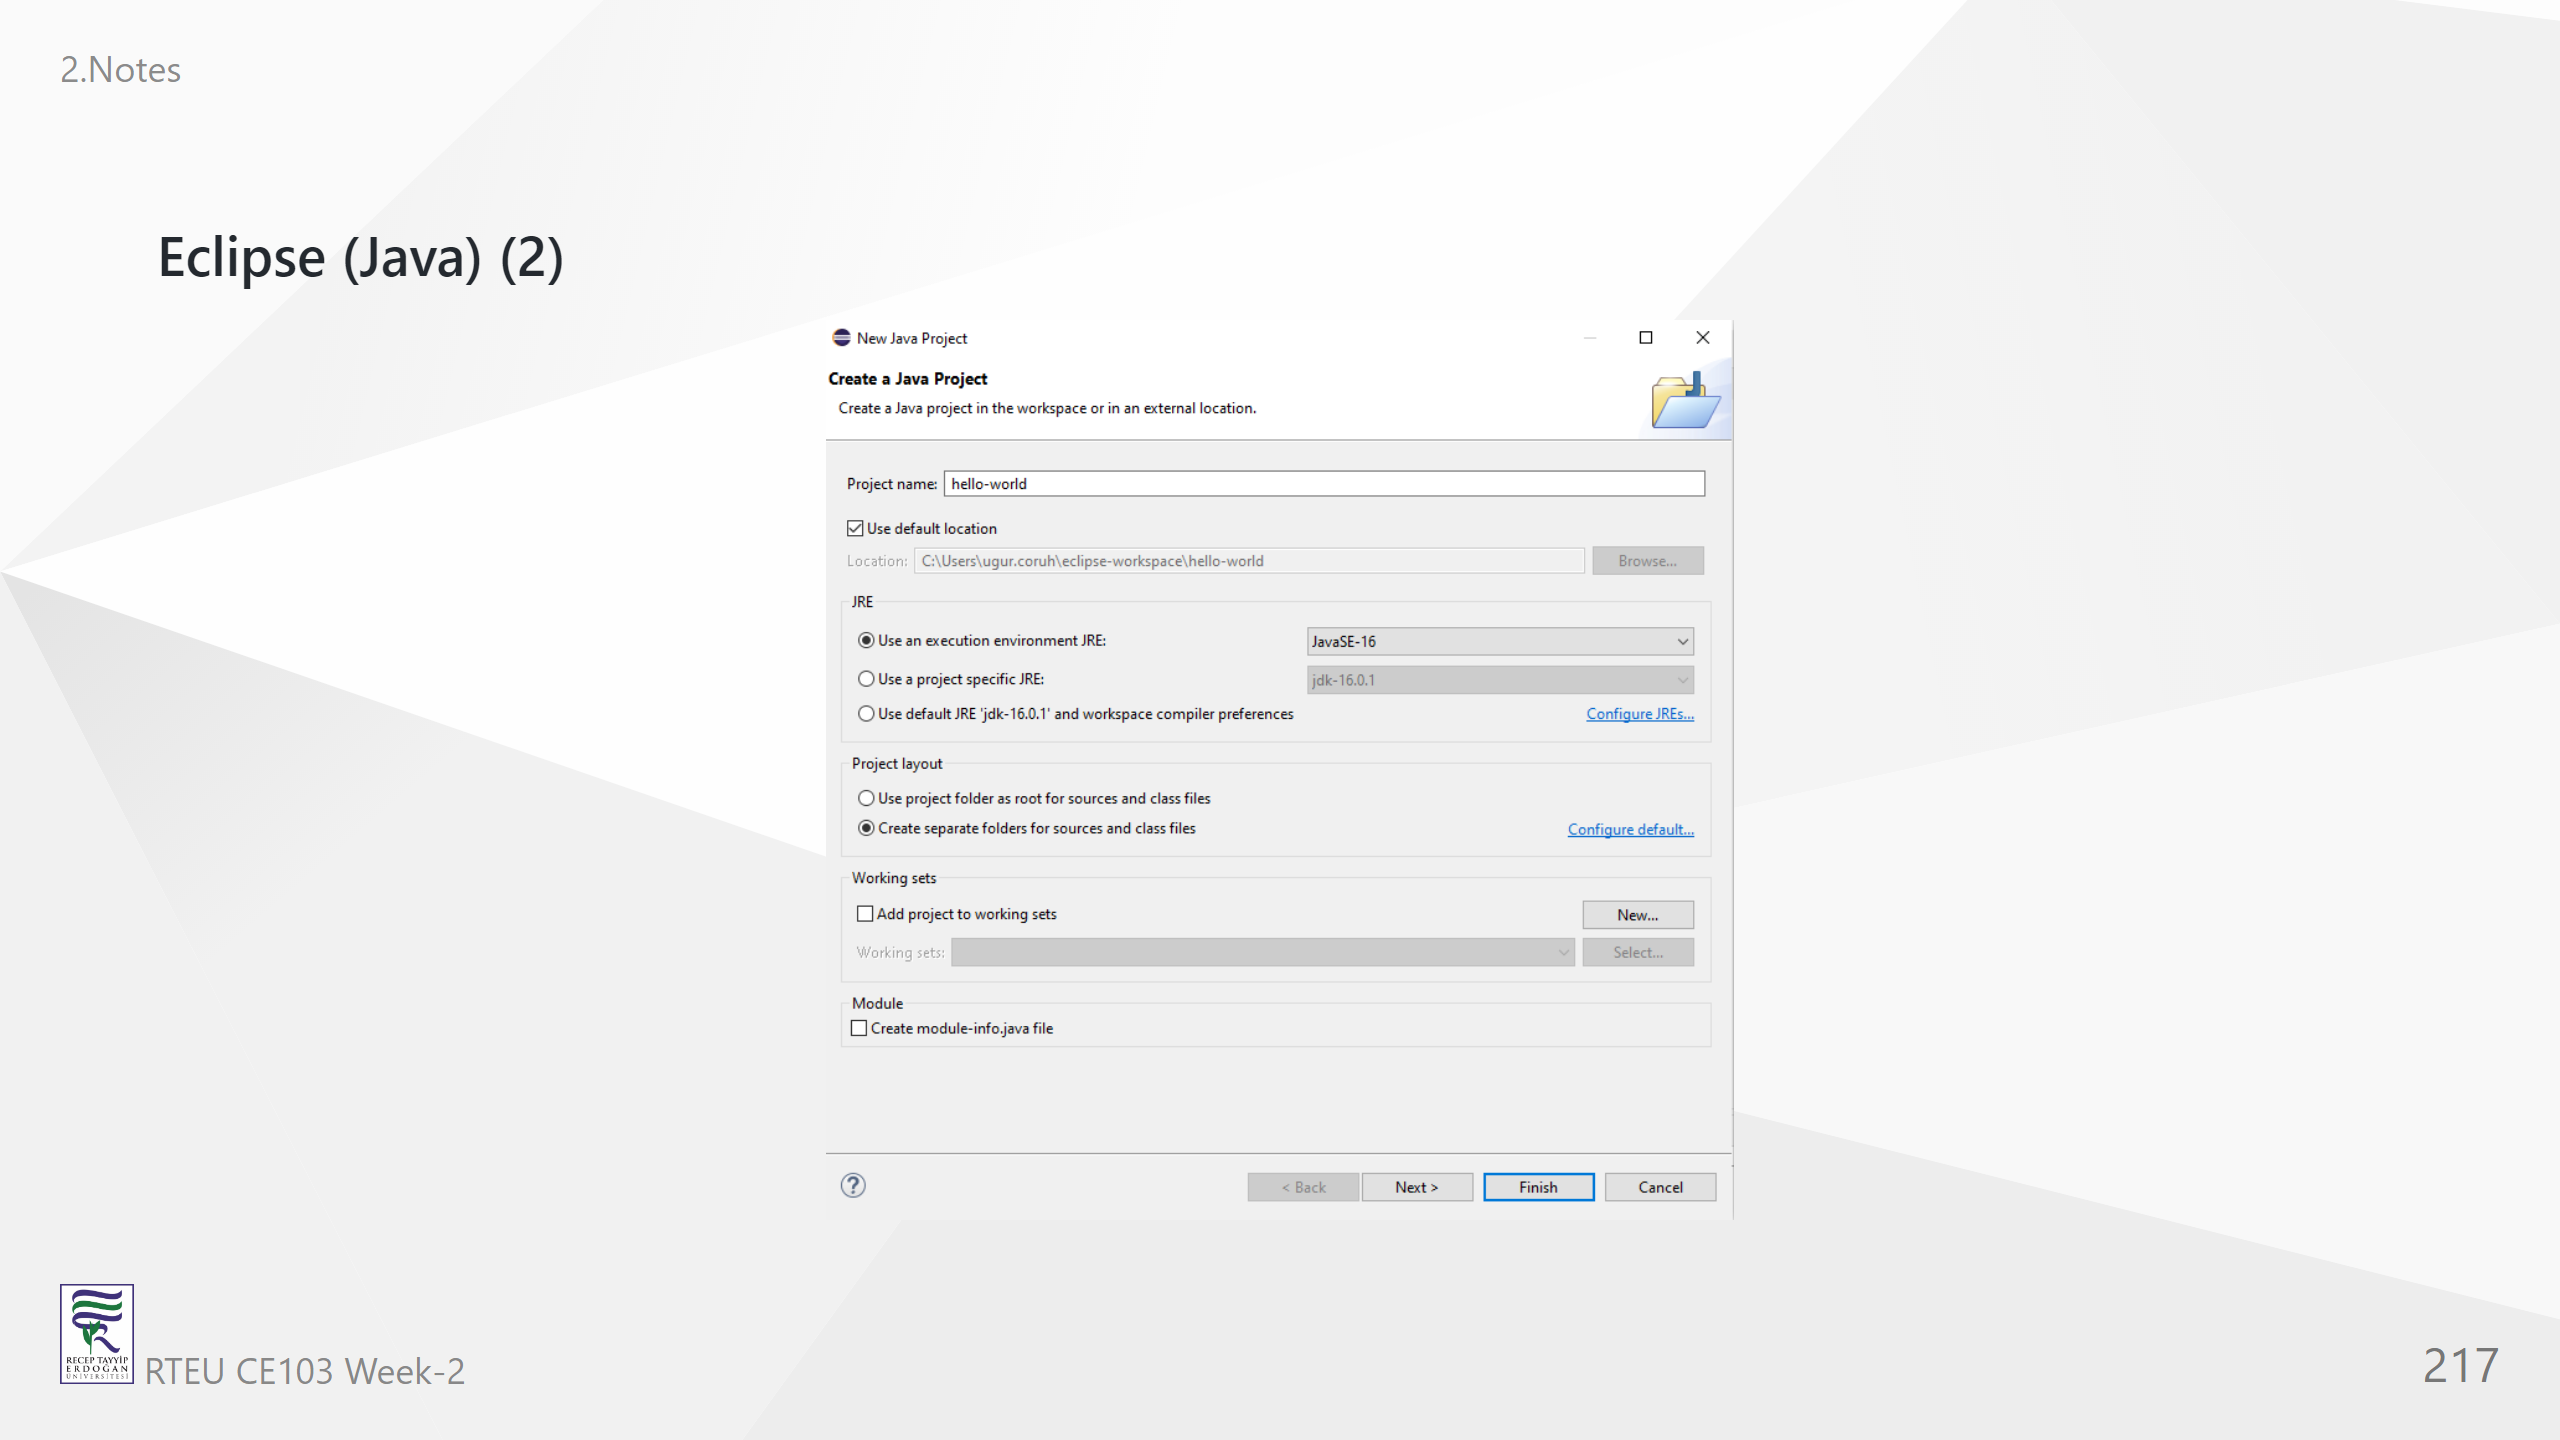 2.Notes
Eclipse (Java) (2)
New Java Project
Create a Java Project
Create a Java project in the workspace or in an external location.
Project name: hello-world
Use default location
Location: C:\Users\ugur.coruh\eclipse-workspace\hello-world Browse...
JRE
Use an execution environment JRE: JavaSE-16
Use a project specific JRE: jdk-16.0.1
Use default JRE 'jdk-16.0.1' and workspace compiler preferences Configure JREs...
Project layout
Use project folder as root for sources and class files
Create separate folders for sources and class files Configure default...
Working sets
Add project to working sets New...
Working sets: Select...
Module
Create module-info.java file
? < Back Next > Finish Cancel
RECEP TAYYİP
ERDOĞAN
ÜNİVERSİTESİ
RTEU CE103 Week-2
217